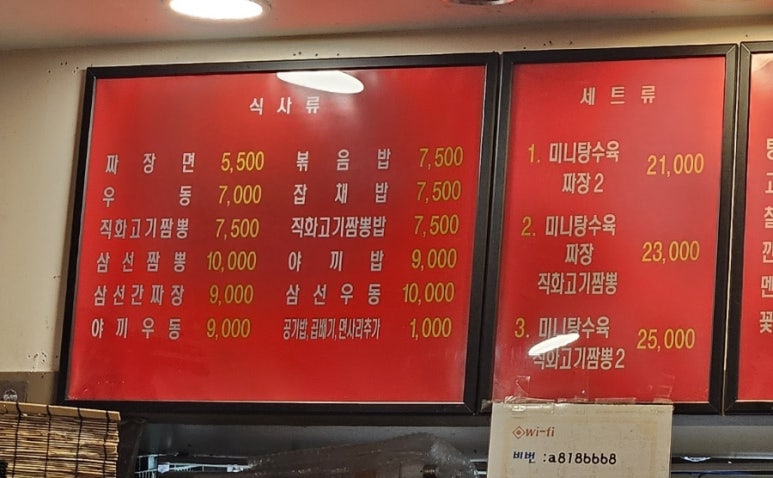 식사류
짜장면 5,500
우동 7,000
직화고기짬뽕 7,500
삼선짬뽕 10,000
삼선간짜장 9,000
야끼우동 9,000
볶음밥 7,500
잡채밥 7,500
직화고기짬뽕밥 7,500
야끼밥 9,000
삼선우동 10,000
공기밥,곱배기,면사리추가 1,000
세트류
1. 미니탕수육 21,000
짜장2
2. 미니탕수육
짜장 23,000
직화고기짬뽕
3. 미니탕수육 25,000
직화고기짬뽕2
wi-fi
비번 :a8186668